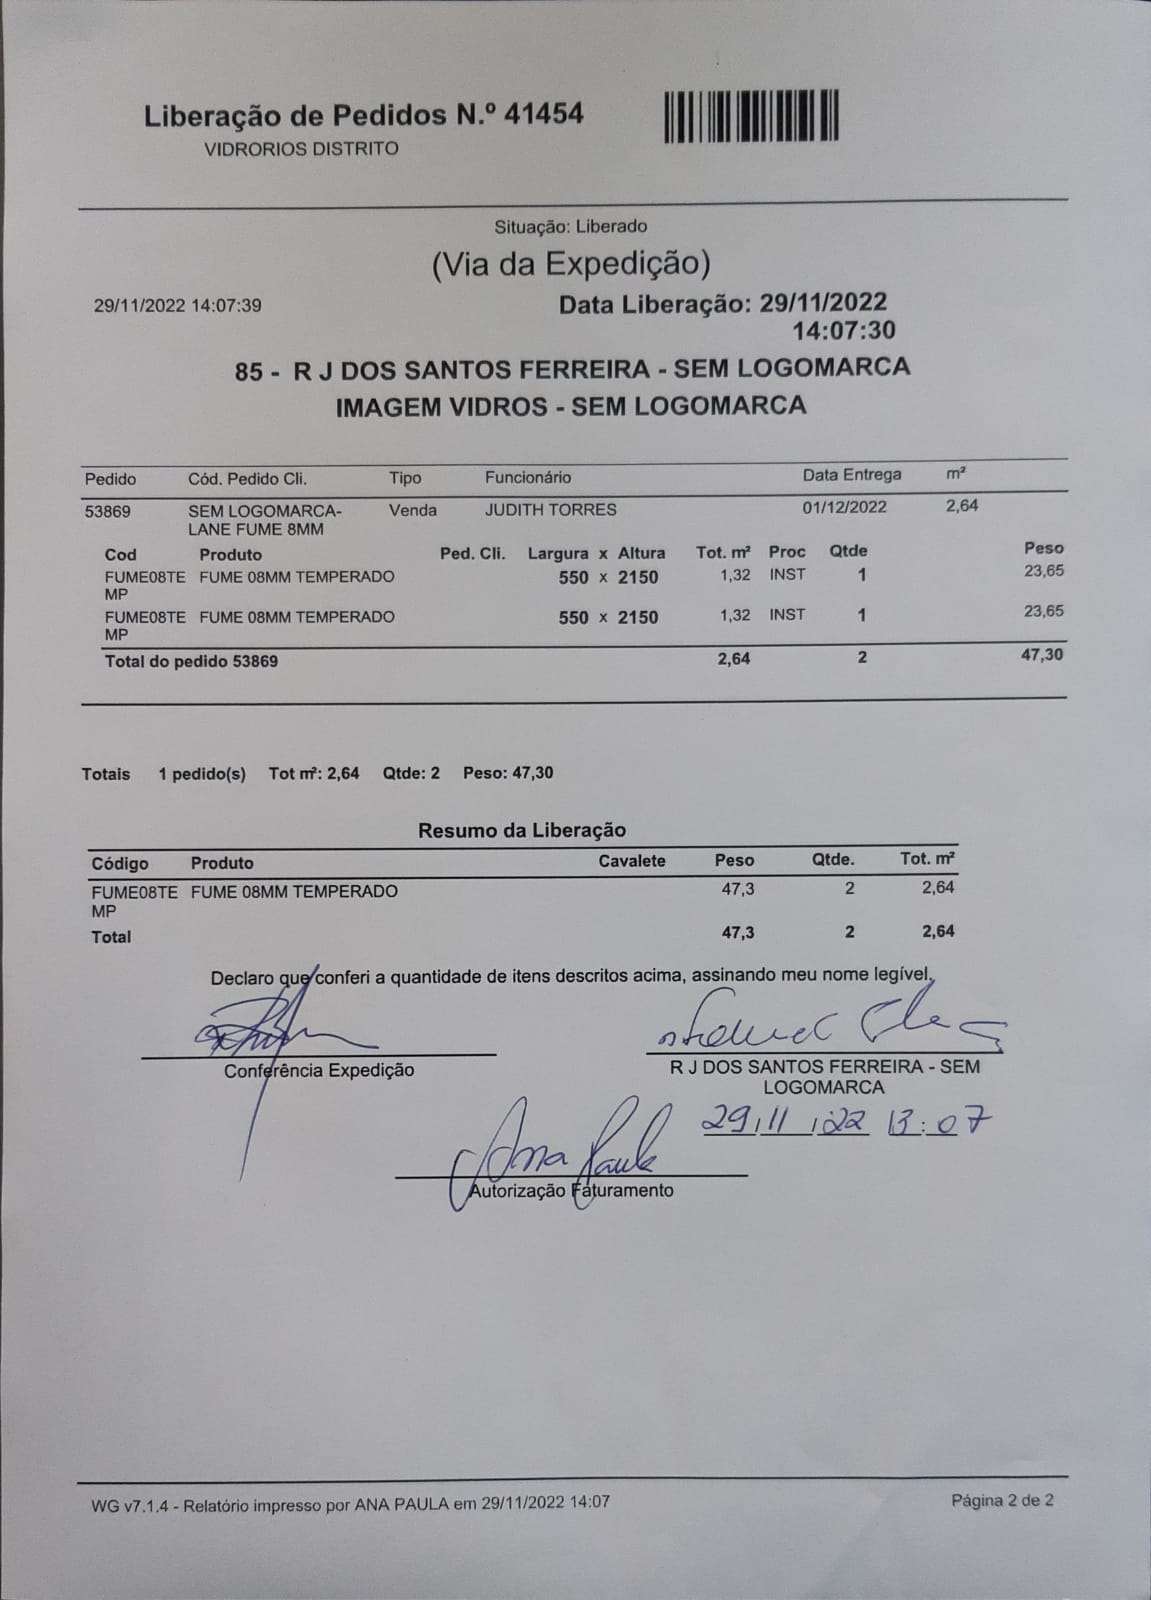 Liberação de Pedidos N.º 41454
VIDRORIOS DISTRITO
Situação: Liberado
(Via da Expedição)
29/11/2022 14:07:39 Data Liberação: 29/11/2022
14:07:30
85 - R J DOS SANTOS FERREIRA - SEM LOGOMARCA
IMAGEM VIDROS - SEM LOGOMARCA
Pedido Cód. Pedido Cli. Tipo Funcionário Data Entrega m²
53869 SEM LOGOMARCA- Venda JUDITH TORRES 01/12/2022 2,64
LANE FUME 8MM
Cod Produto Ped. Cli. Largura x Altura Tot. m² Proc Qtde Peso
FUME08TE FUME 08MM TEMPERADO 550 x 2150 1,32 INST 1 23,65
MP
FUME08TE FUME 08MM TEMPERADO 550 x 2150 1,32 INST 1 23,65
MP
Total do pedido 53869 2,64 2 47,30
Totais 1 pedido(s) Tot m²: 2,64 Qtde: 2 Peso: 47,30
Resumo da Liberação
Código Produto Cavalete Peso Qtde. Tot. m²
FUME08TE FUME 08MM TEMPERADO 47,3 2 2,64
MP
Total 47,3 2 2,64
Declaro que conferi a quantidade de itens descritos acima, assinando meu nome legível.
Conferência Expedição
R J DOS SANTOS FERREIRA - SEM
LOGOMARCA
29/11/22 13:07
Ana Paula
Autorização Faturamento
WG v7.1.4 - Relatório impresso por ANA PAULA em 29/11/2022 14:07 Página 2 de 2